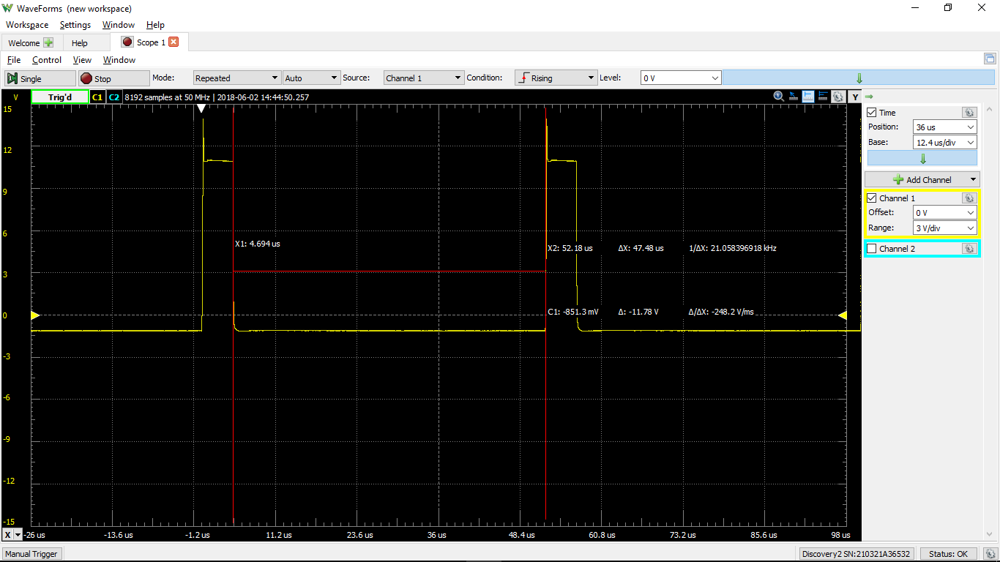 WaveForms (new workspace)
Workspace Settings Window Help
Welcome Help Scope 1
File Control View Window
Single Stop Mode: Repeated Auto Source: Channel 1 Condition: Rising Level: 0 V
V Trig'd C1 C2 8192 samples at 50 MHz | 2018-06-02 14:44:50.257 Y
15
12
9
6
3
0
-3
-6
-9
-12
-15
X1: 4.694 us
X2: 52.18 us ΔX: 47.48 us 1/ΔX: 21.058396918 kHz
C1: -851.3 mV Δ: -11.78 V Δ/ΔX: -248.2 V/ms
X -26 us -13.6 us -1.2 us 11.2 us 23.6 us 36 us 48.4 us 60.8 us 73.2 us 85.6 us 98 us
Time
Position: 36 us
Base: 12.4 us/div
Add Channel
Channel 1
Offset: 0 V
Range: 3 V/div
Channel 2
Manual Trigger Discovery2 SN:210321A36532 Status: OK